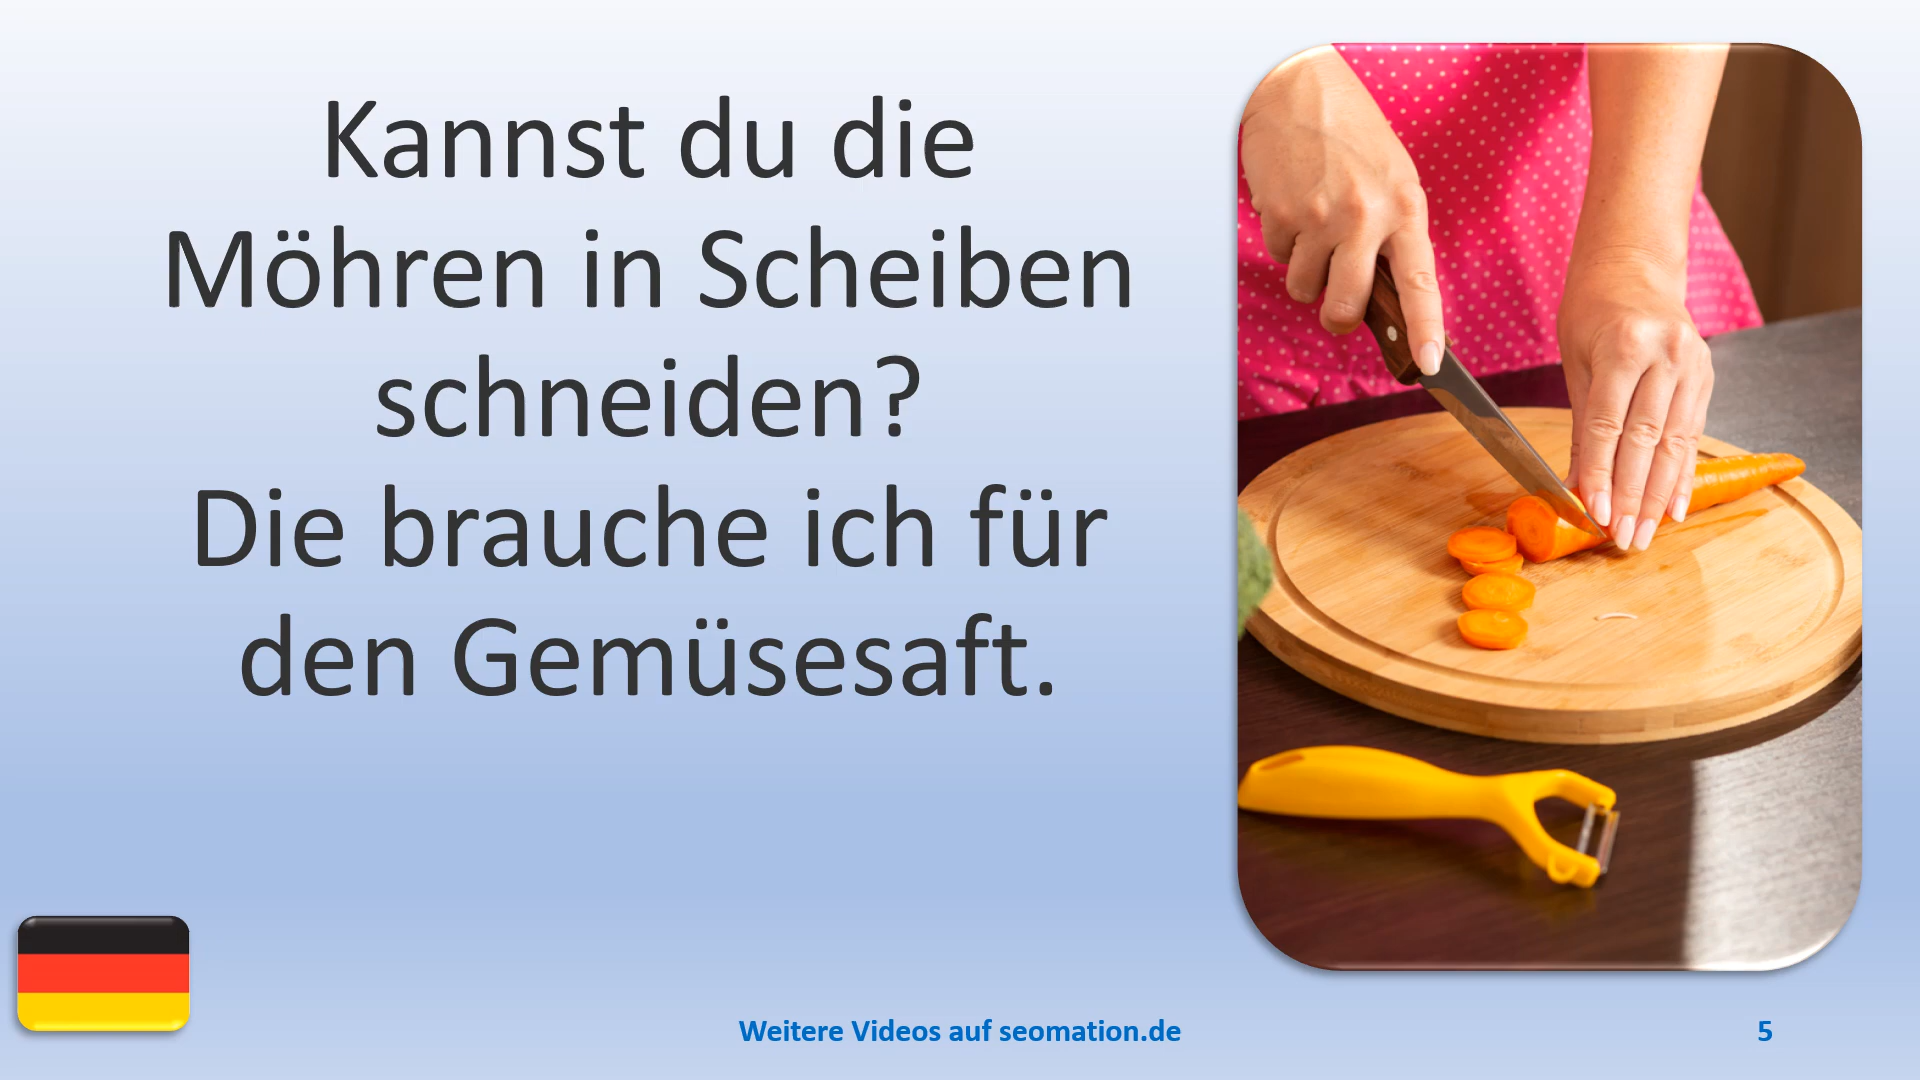 Kannst du die
Möhren in Scheiben
schneiden?
Die brauche ich für
den Gemüsesaft.
Weitere Videos auf seomation.de
5